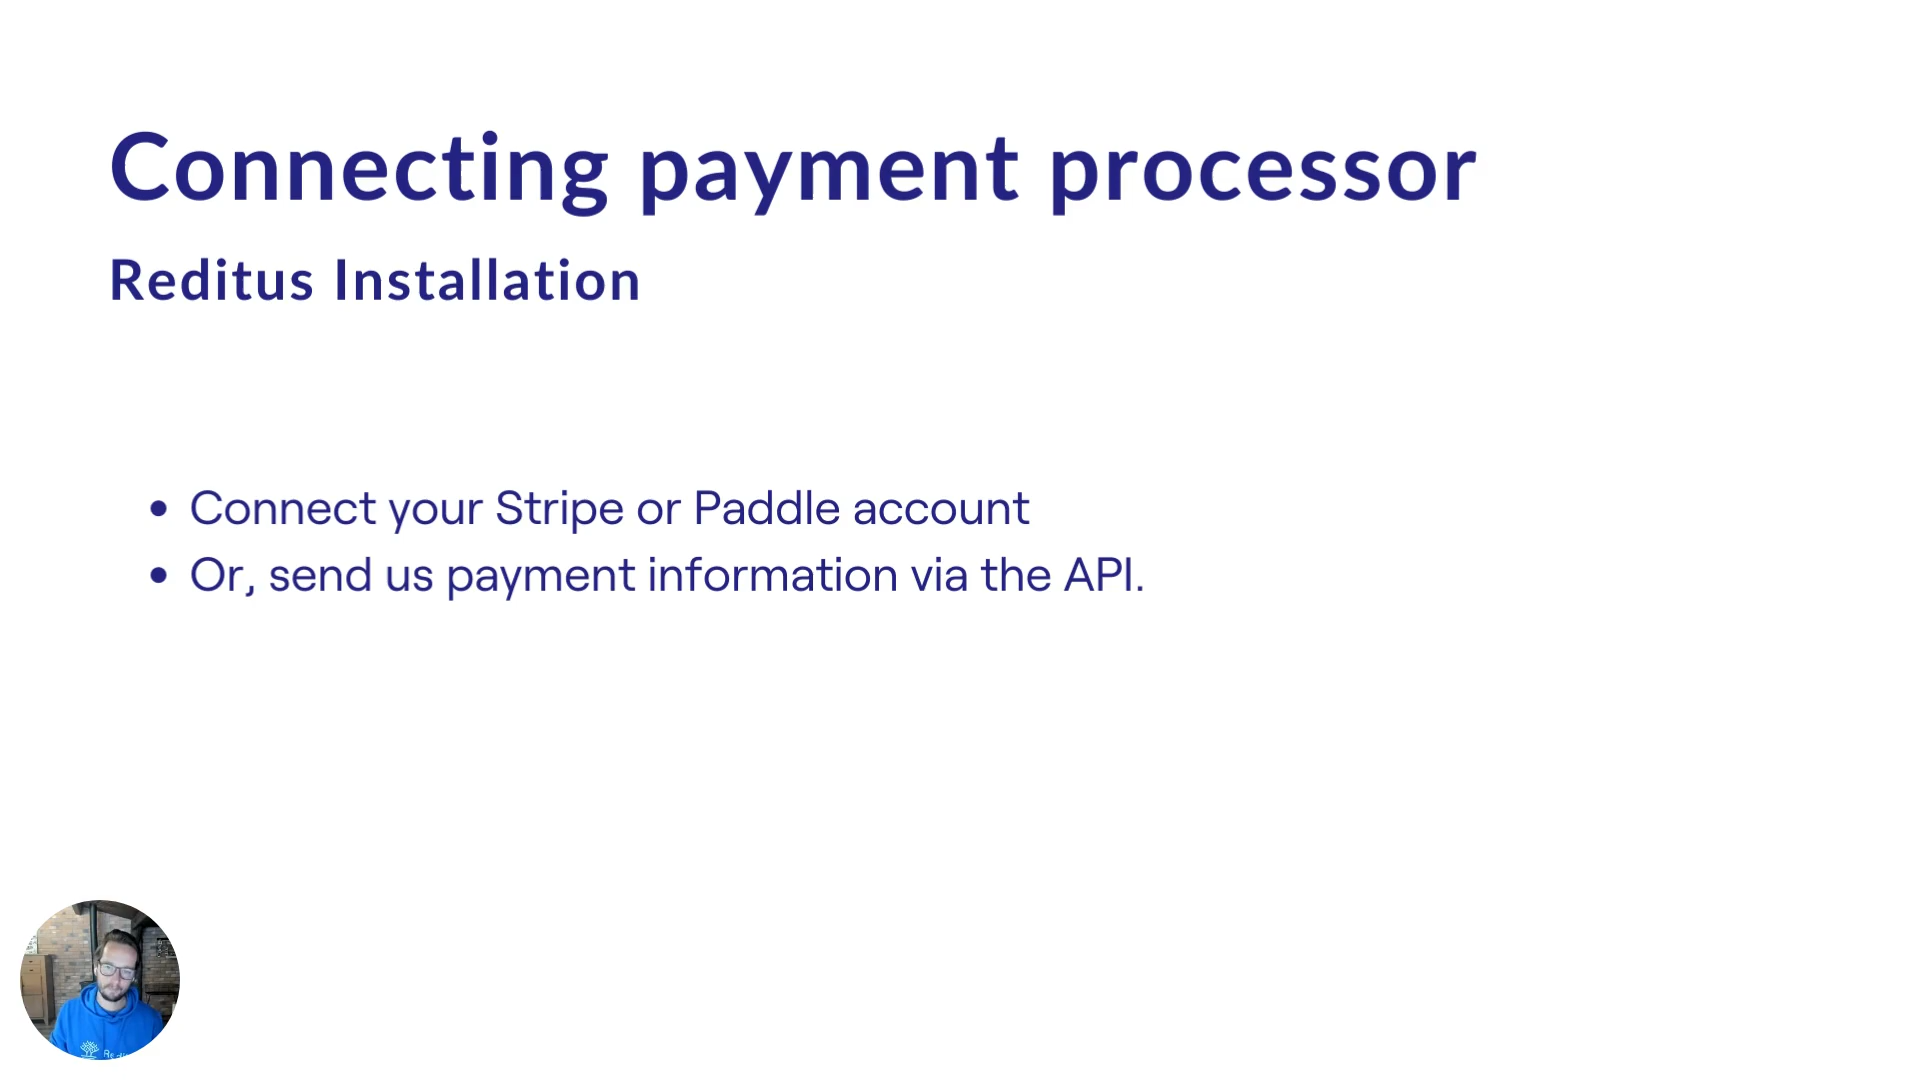 Connecting payment processor
Reditus Installation
Connect your Stripe or Paddle account
Or, send us payment information via the API.